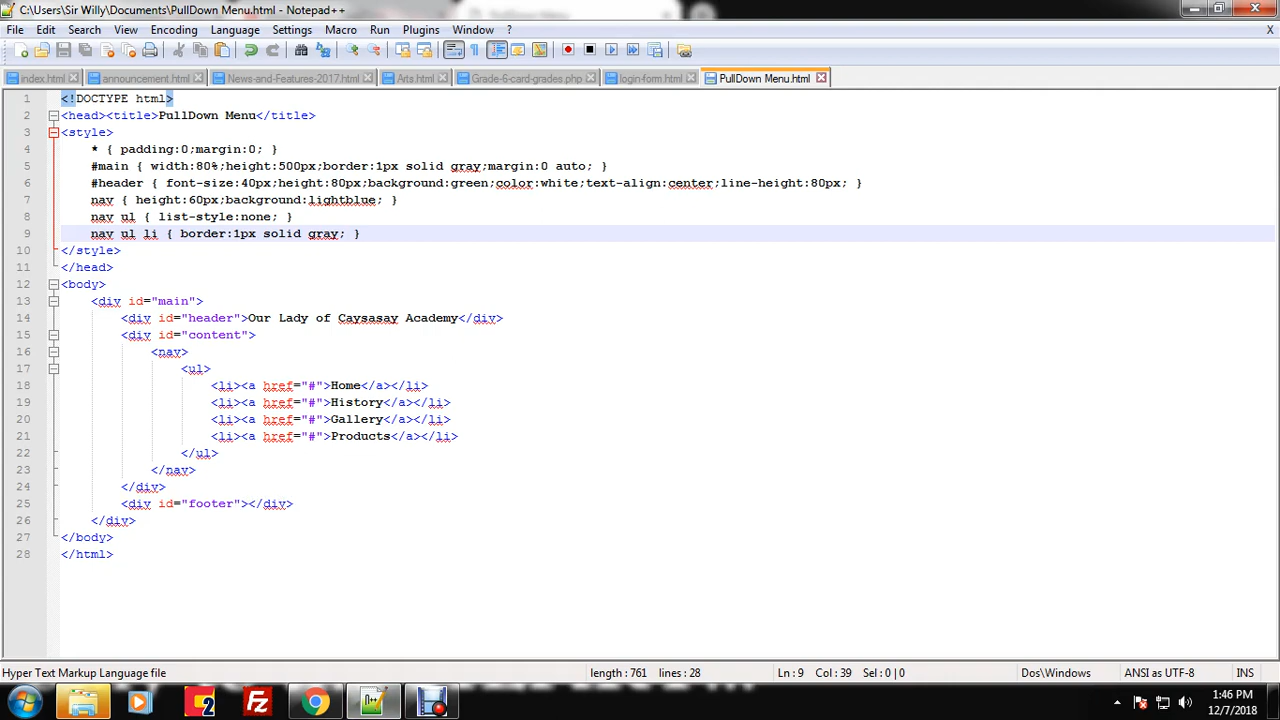 C:\Users\Sir Willy\Documents\PullDown Menu.html - Notepad++
File Edit Search View Encoding Language Settings Macro Run Plugins Window ? X
index.html announcement.html News-and-Features-2017.html Arts.html Grade-6-card-grades.php login-form.html PullDown Menu.html
1 <!DOCTYPE html>
2 <head><title>PullDown Menu</title>
3 <style>
4 * { padding:0;margin:0; }
5 #main { width:80%;height:500px;border:1px solid gray;margin:0 auto; }
6 #header { font-size:40px;height:80px;background:green;color:white;text-align:center;line-height:80px; }
7 nav { height:60px;background:lightblue; }
8 nav ul { list-style:none; }
9 nav ul li { border:1px solid gray; }
10 </style>
11 </head>
12 <body>
13 <div id="main">
14 <div id="header">Our Lady of Caysasay Academy</div>
15 <div id="content">
16 <nav>
17 <ul>
18 <li><a href="#">Home</a></li>
19 <li><a href="#">History</a></li>
20 <li><a href="#">Gallery</a></li>
21 <li><a href="#">Products</a></li>
22 </ul>
23 </nav>
24 </div>
25 <div id="footer"></div>
26 </div>
27 </body>
28 </html>
Hyper Text Markup Language file length : 761 lines : 28 Ln : 9 Col : 39 Sel : 0 | 0 Dos\Windows ANSI as UTF-8 INS
1:46 PM
12/7/2018